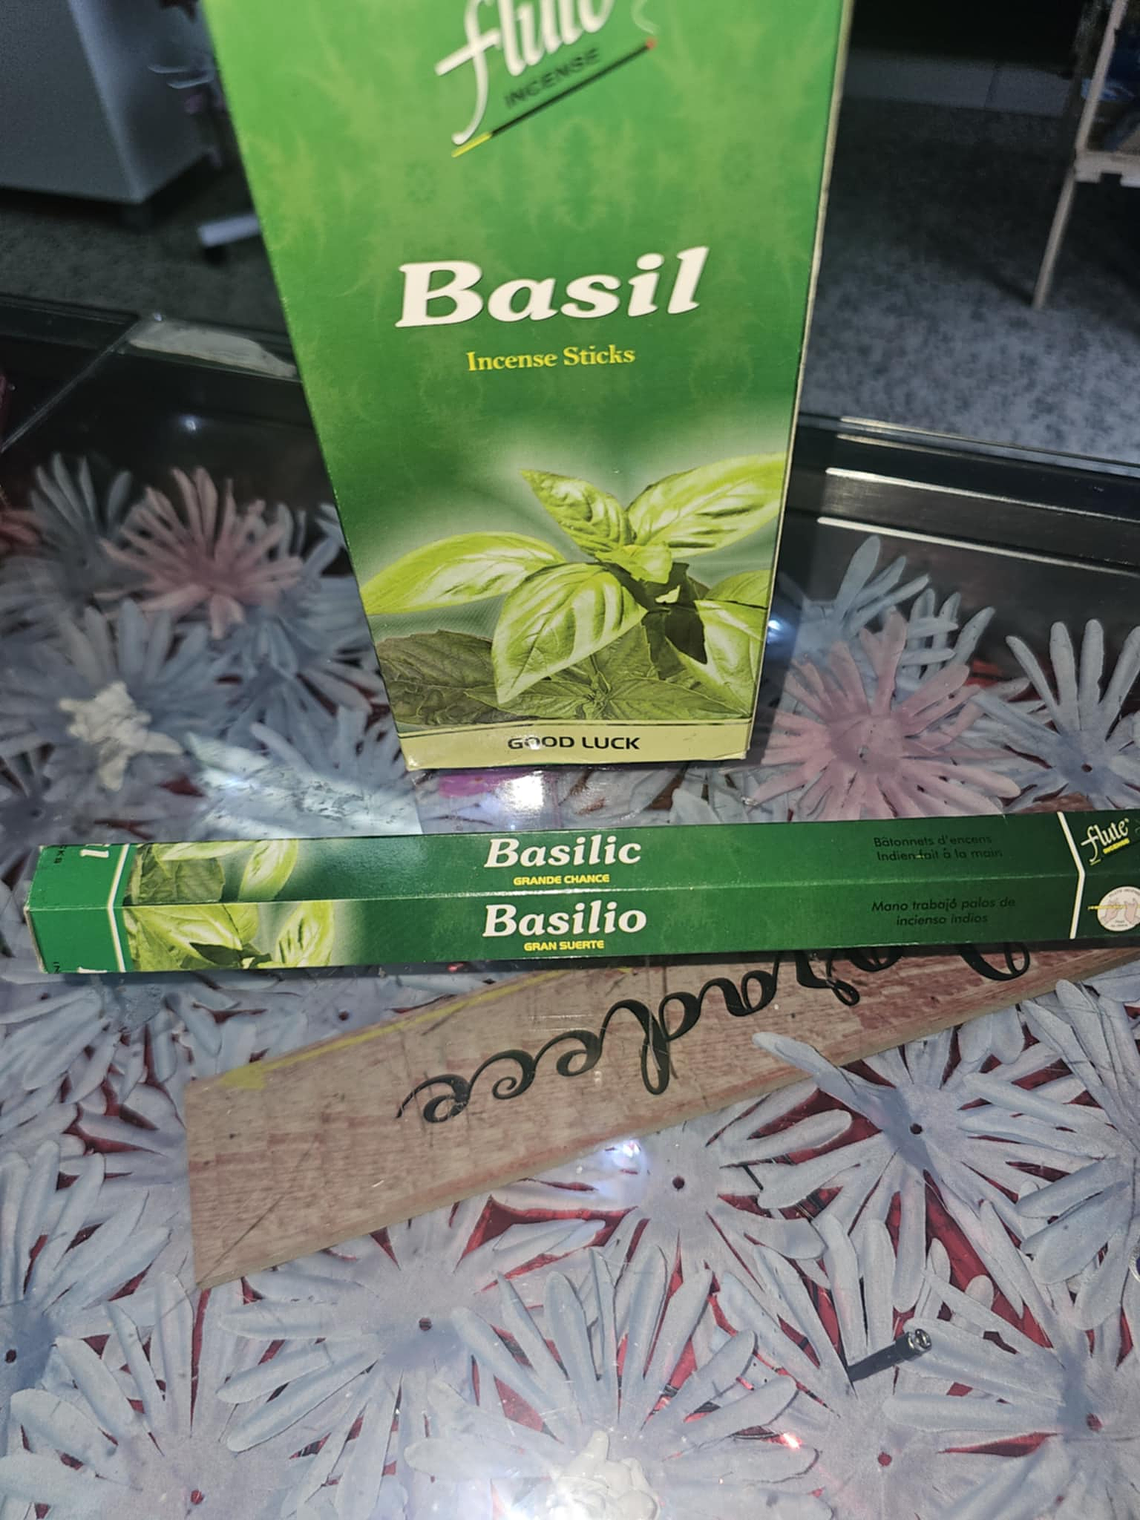 flute
INCENSE
Basil
Incense Sticks
GOOD LUCK
Basilic
GRANDE CHANCE
Bâtonnets d'encens
Indien fait à la main
flute
INCENSE
Basilio
GRAN SUERTE
Mano trabajó palos de
incienso indios